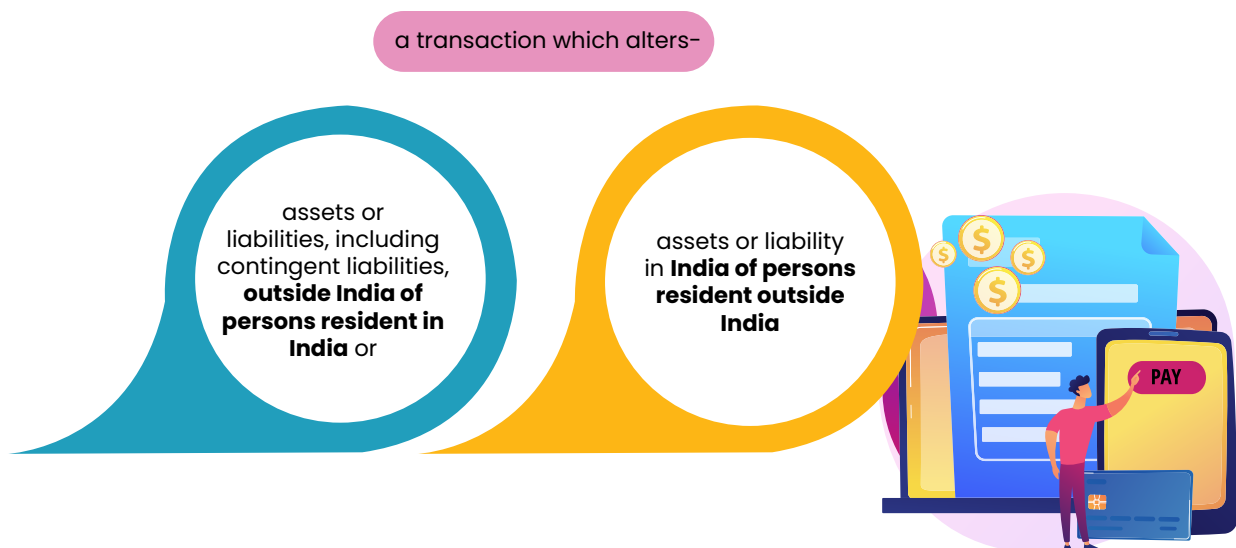 a transaction which alters-
assets or
liabilities, including
contingent liabilities,
outside India of
persons resident in
India or
assets or liability
in India of persons
resident outside
India
$
$
$
$
PAY